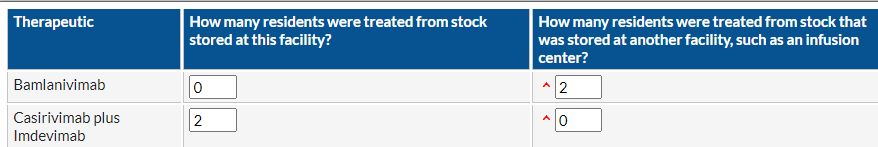 Therapeutic
How many residents were treated from stock
stored at this facility?
How many residents were treated from stock that
was stored at another facility, such as an infusion
center?
Bamlanivimab
0
^ 2
Casirivimab plus
Imdevimab
2
^ 0